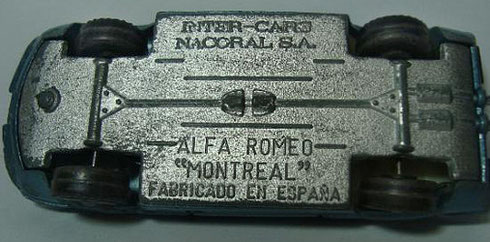 INTER-CARS
NACORAL S.A.
ALFA ROMEO
"MONTREAL"
FABRICADO EN ESPAÑA